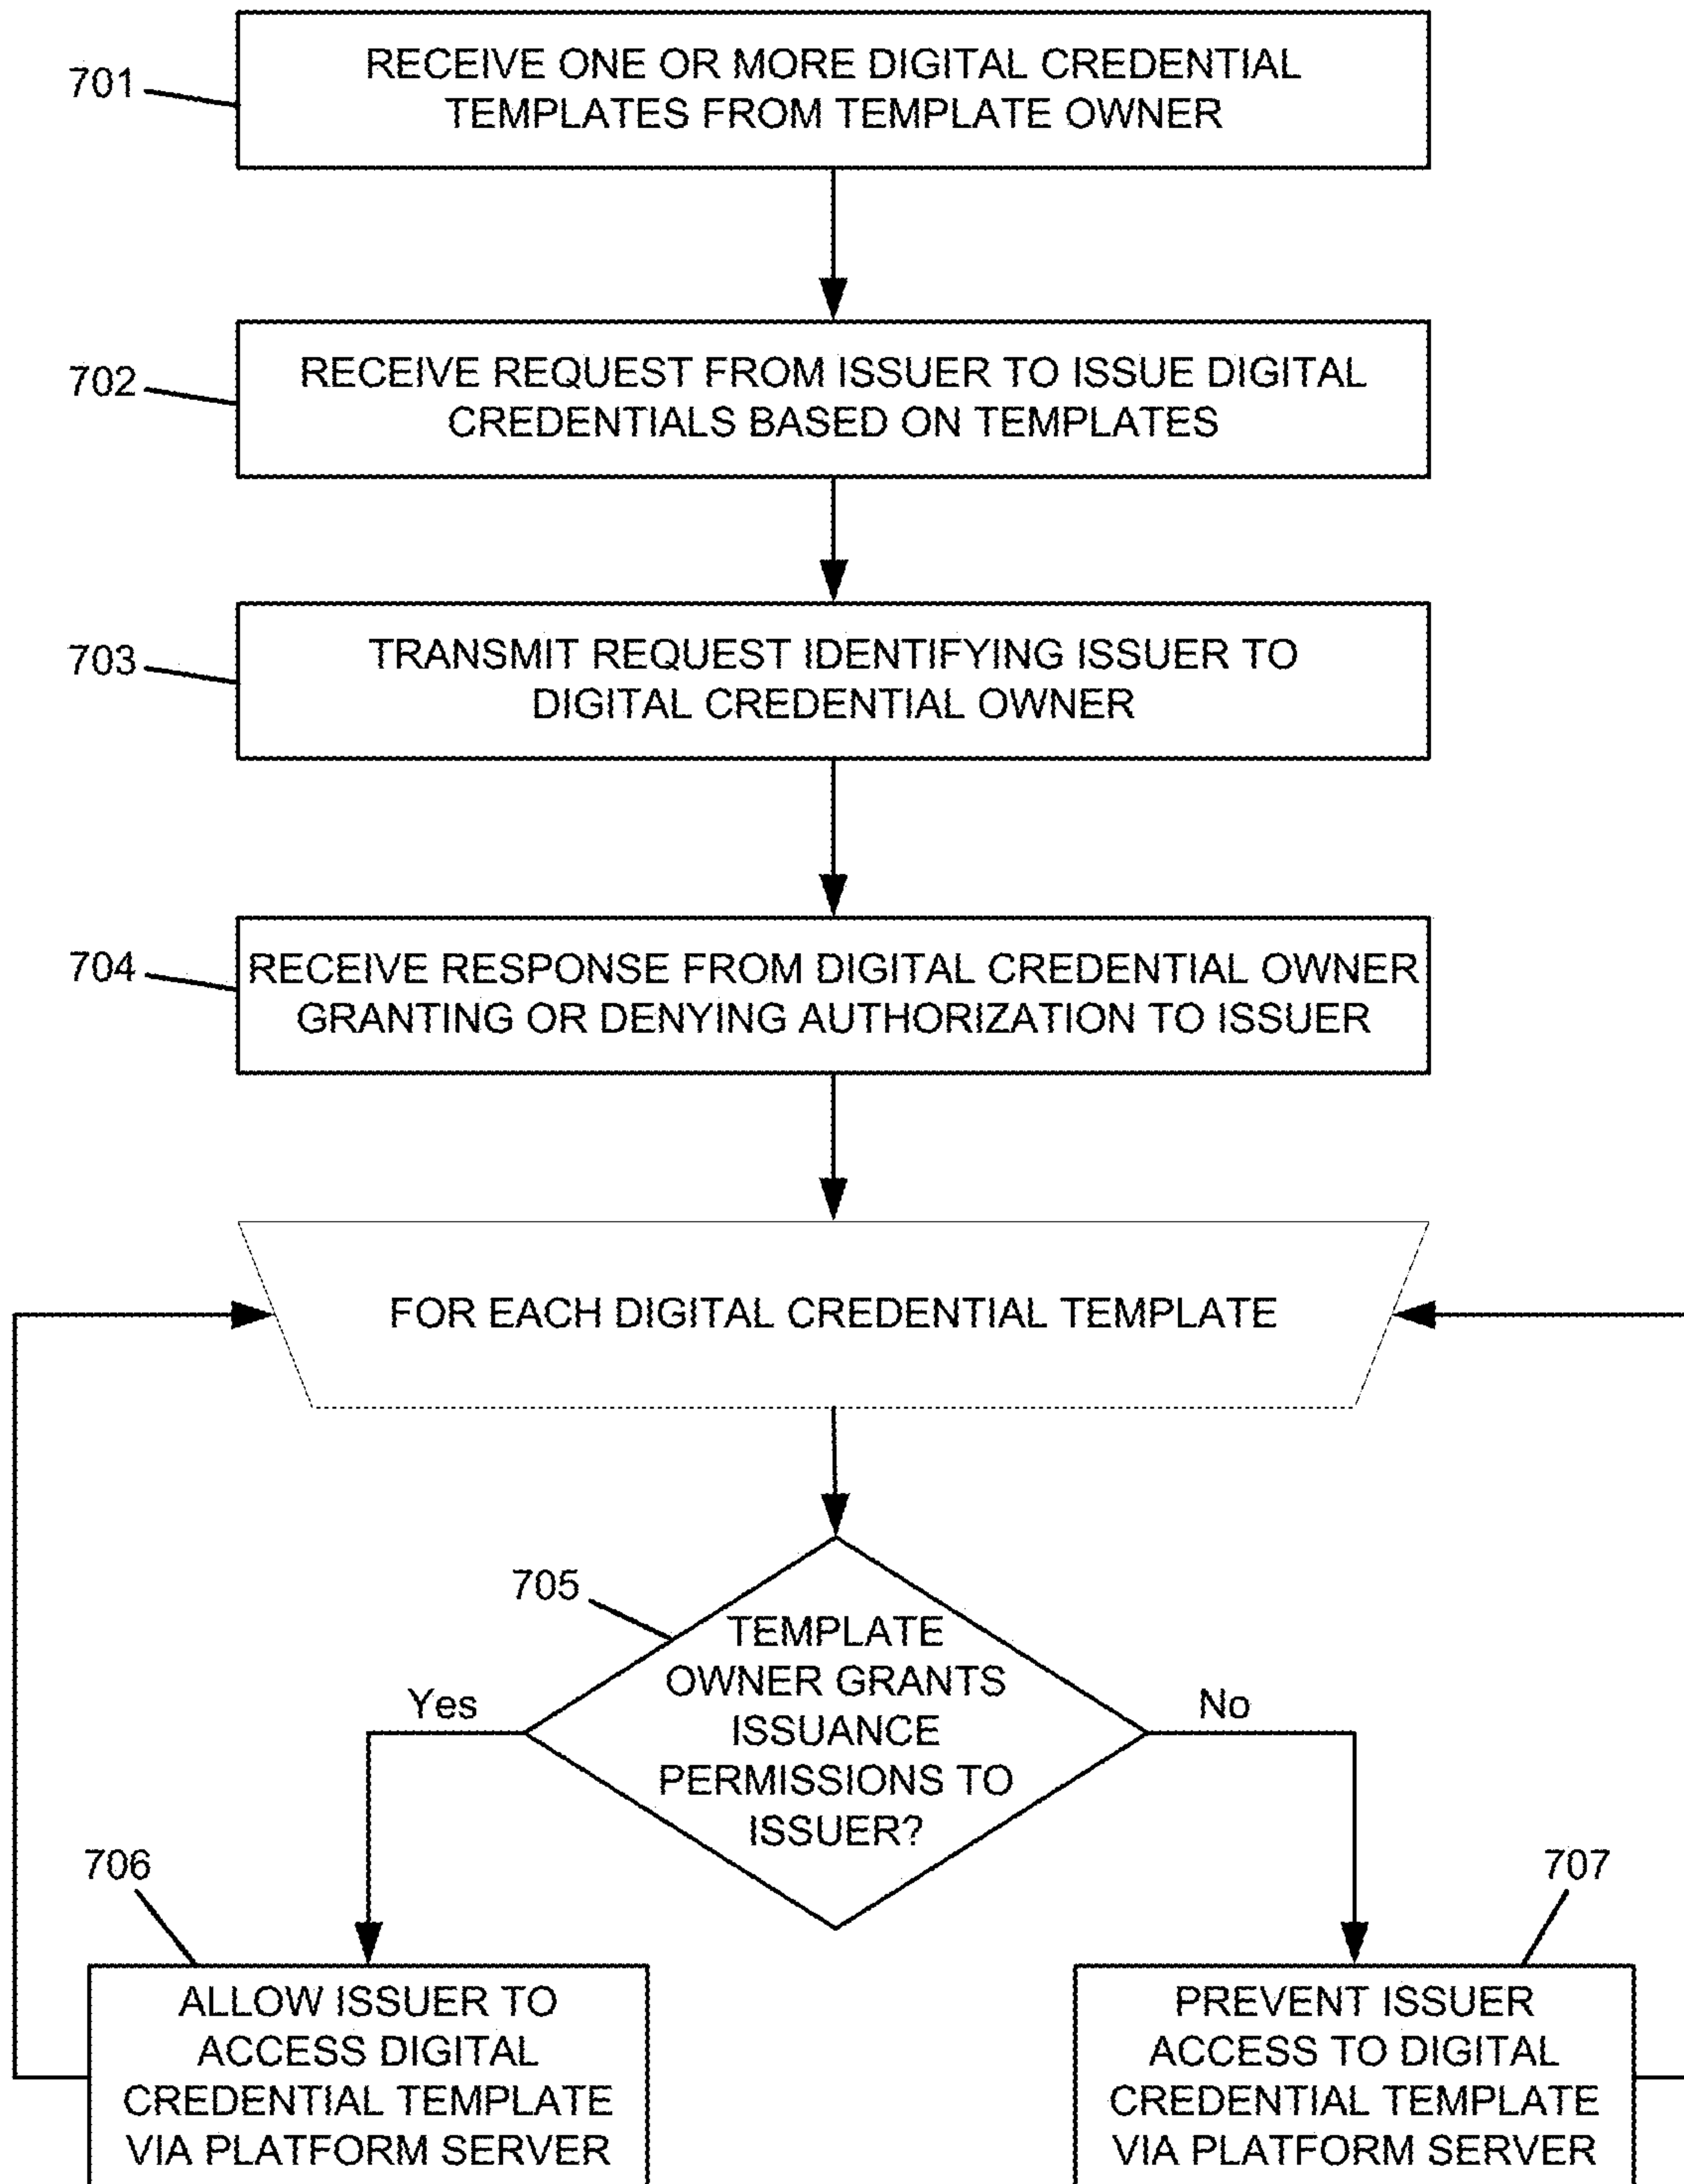 701
RECEIVE ONE OR MORE DIGITAL CREDENTIAL
TEMPLATES FROM TEMPLATE OWNER
702
RECEIVE REQUEST FROM ISSUER TO ISSUE DIGITAL
CREDENTIALS BASED ON TEMPLATES
703
TRANSMIT REQUEST IDENTIFYING ISSUER TO
DIGITAL CREDENTIAL OWNER
704
RECEIVE RESPONSE FROM DIGITAL CREDENTIAL OWNER
GRANTING OR DENYING AUTHORIZATION TO ISSUER
FOR EACH DIGITAL CREDENTIAL TEMPLATE
705
TEMPLATE
OWNER GRANTS
ISSUANCE
PERMISSIONS TO
ISSUER?
Yes
No
706
ALLOW ISSUER TO
ACCESS DIGITAL
CREDENTIAL TEMPLATE
VIA PLATFORM SERVER
707
PREVENT ISSUER
ACCESS TO DIGITAL
CREDENTIAL TEMPLATE
VIA PLATFORM SERVER